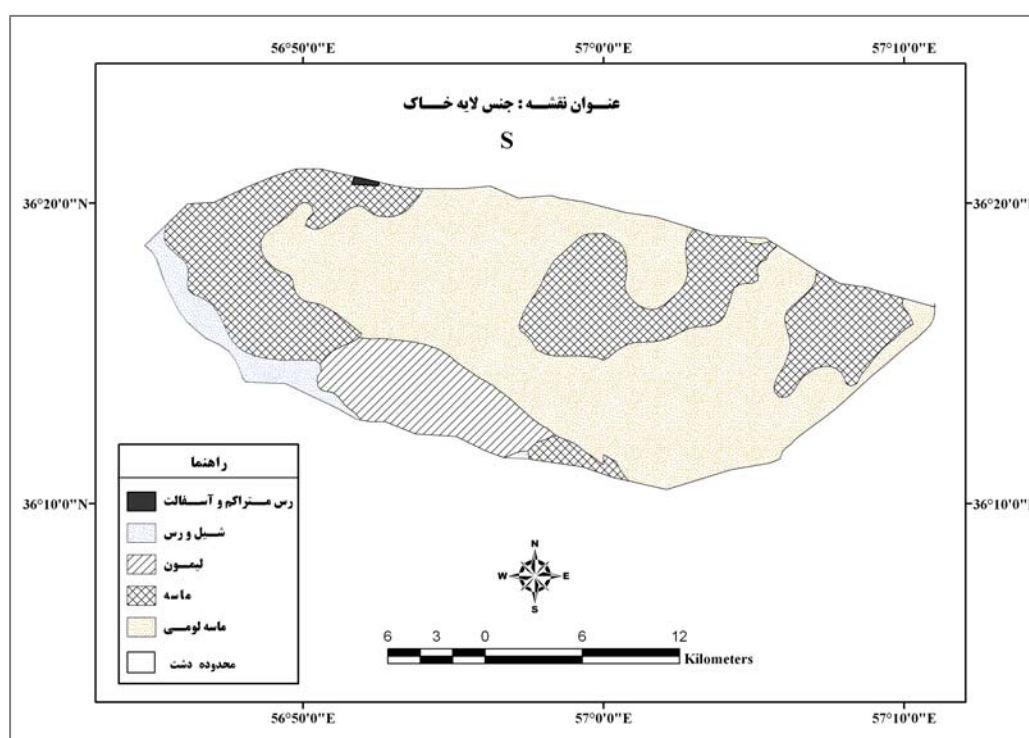 56°50'0"E 57°0'0"E 57°10'0"E
عنوان نقشه : جنس لایه خاک
S
36°20'0"N 36°20'0"N
راهنما
رس متراکم و آسفالت
شیل و رس
لیمون
ماسه
ماسه لومی
محدوده دشت
36°10'0"N 36°10'0"N
N
W E
S
6 3 0 6 12
Kilometers
56°50'0"E 57°0'0"E 57°10'0"E